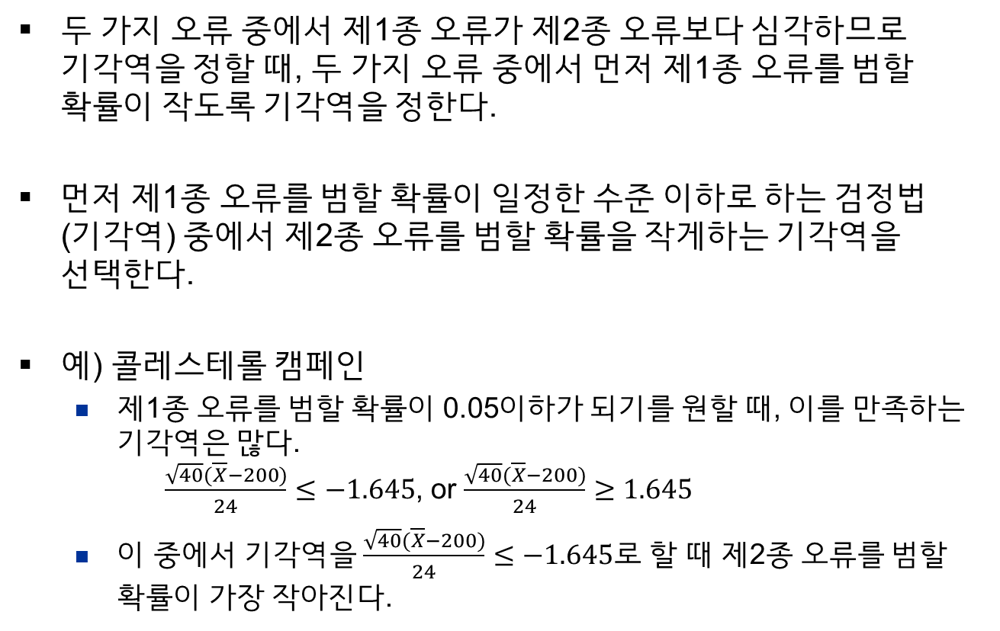 ▪ 두 가지 오류 중에서 제1종 오류가 제2종 오류보다 심각하므로
기각역을 정할 때, 두 가지 오류 중에서 먼저 제1종 오류를 범할
확률이 작도록 기각역을 정한다.
▪ 먼저 제1종 오류를 범할 확률이 일정한 수준 이하로 하는 검정법
(기각역) 중에서 제2종 오류를 범할 확률을 작게하는 기각역을
선택한다.
▪ 예) 콜레스테롤 캠페인
■ 제1종 오류를 범할 확률이 0.05이하가 되기를 원할 때, 이를 만족하는
기각역은 많다.
$\frac{\sqrt{40}(\overline{X}-200)}{24} \leq -1.645$, or $\frac{\sqrt{40}(\overline{X}-200)}{24} \geq 1.645$
■ 이 중에서 기각역을 $\frac{\sqrt{40}(\overline{X}-200)}{24} \leq -1.645$로 할 때 제2종 오류를 범할
확률이 가장 작아진다.